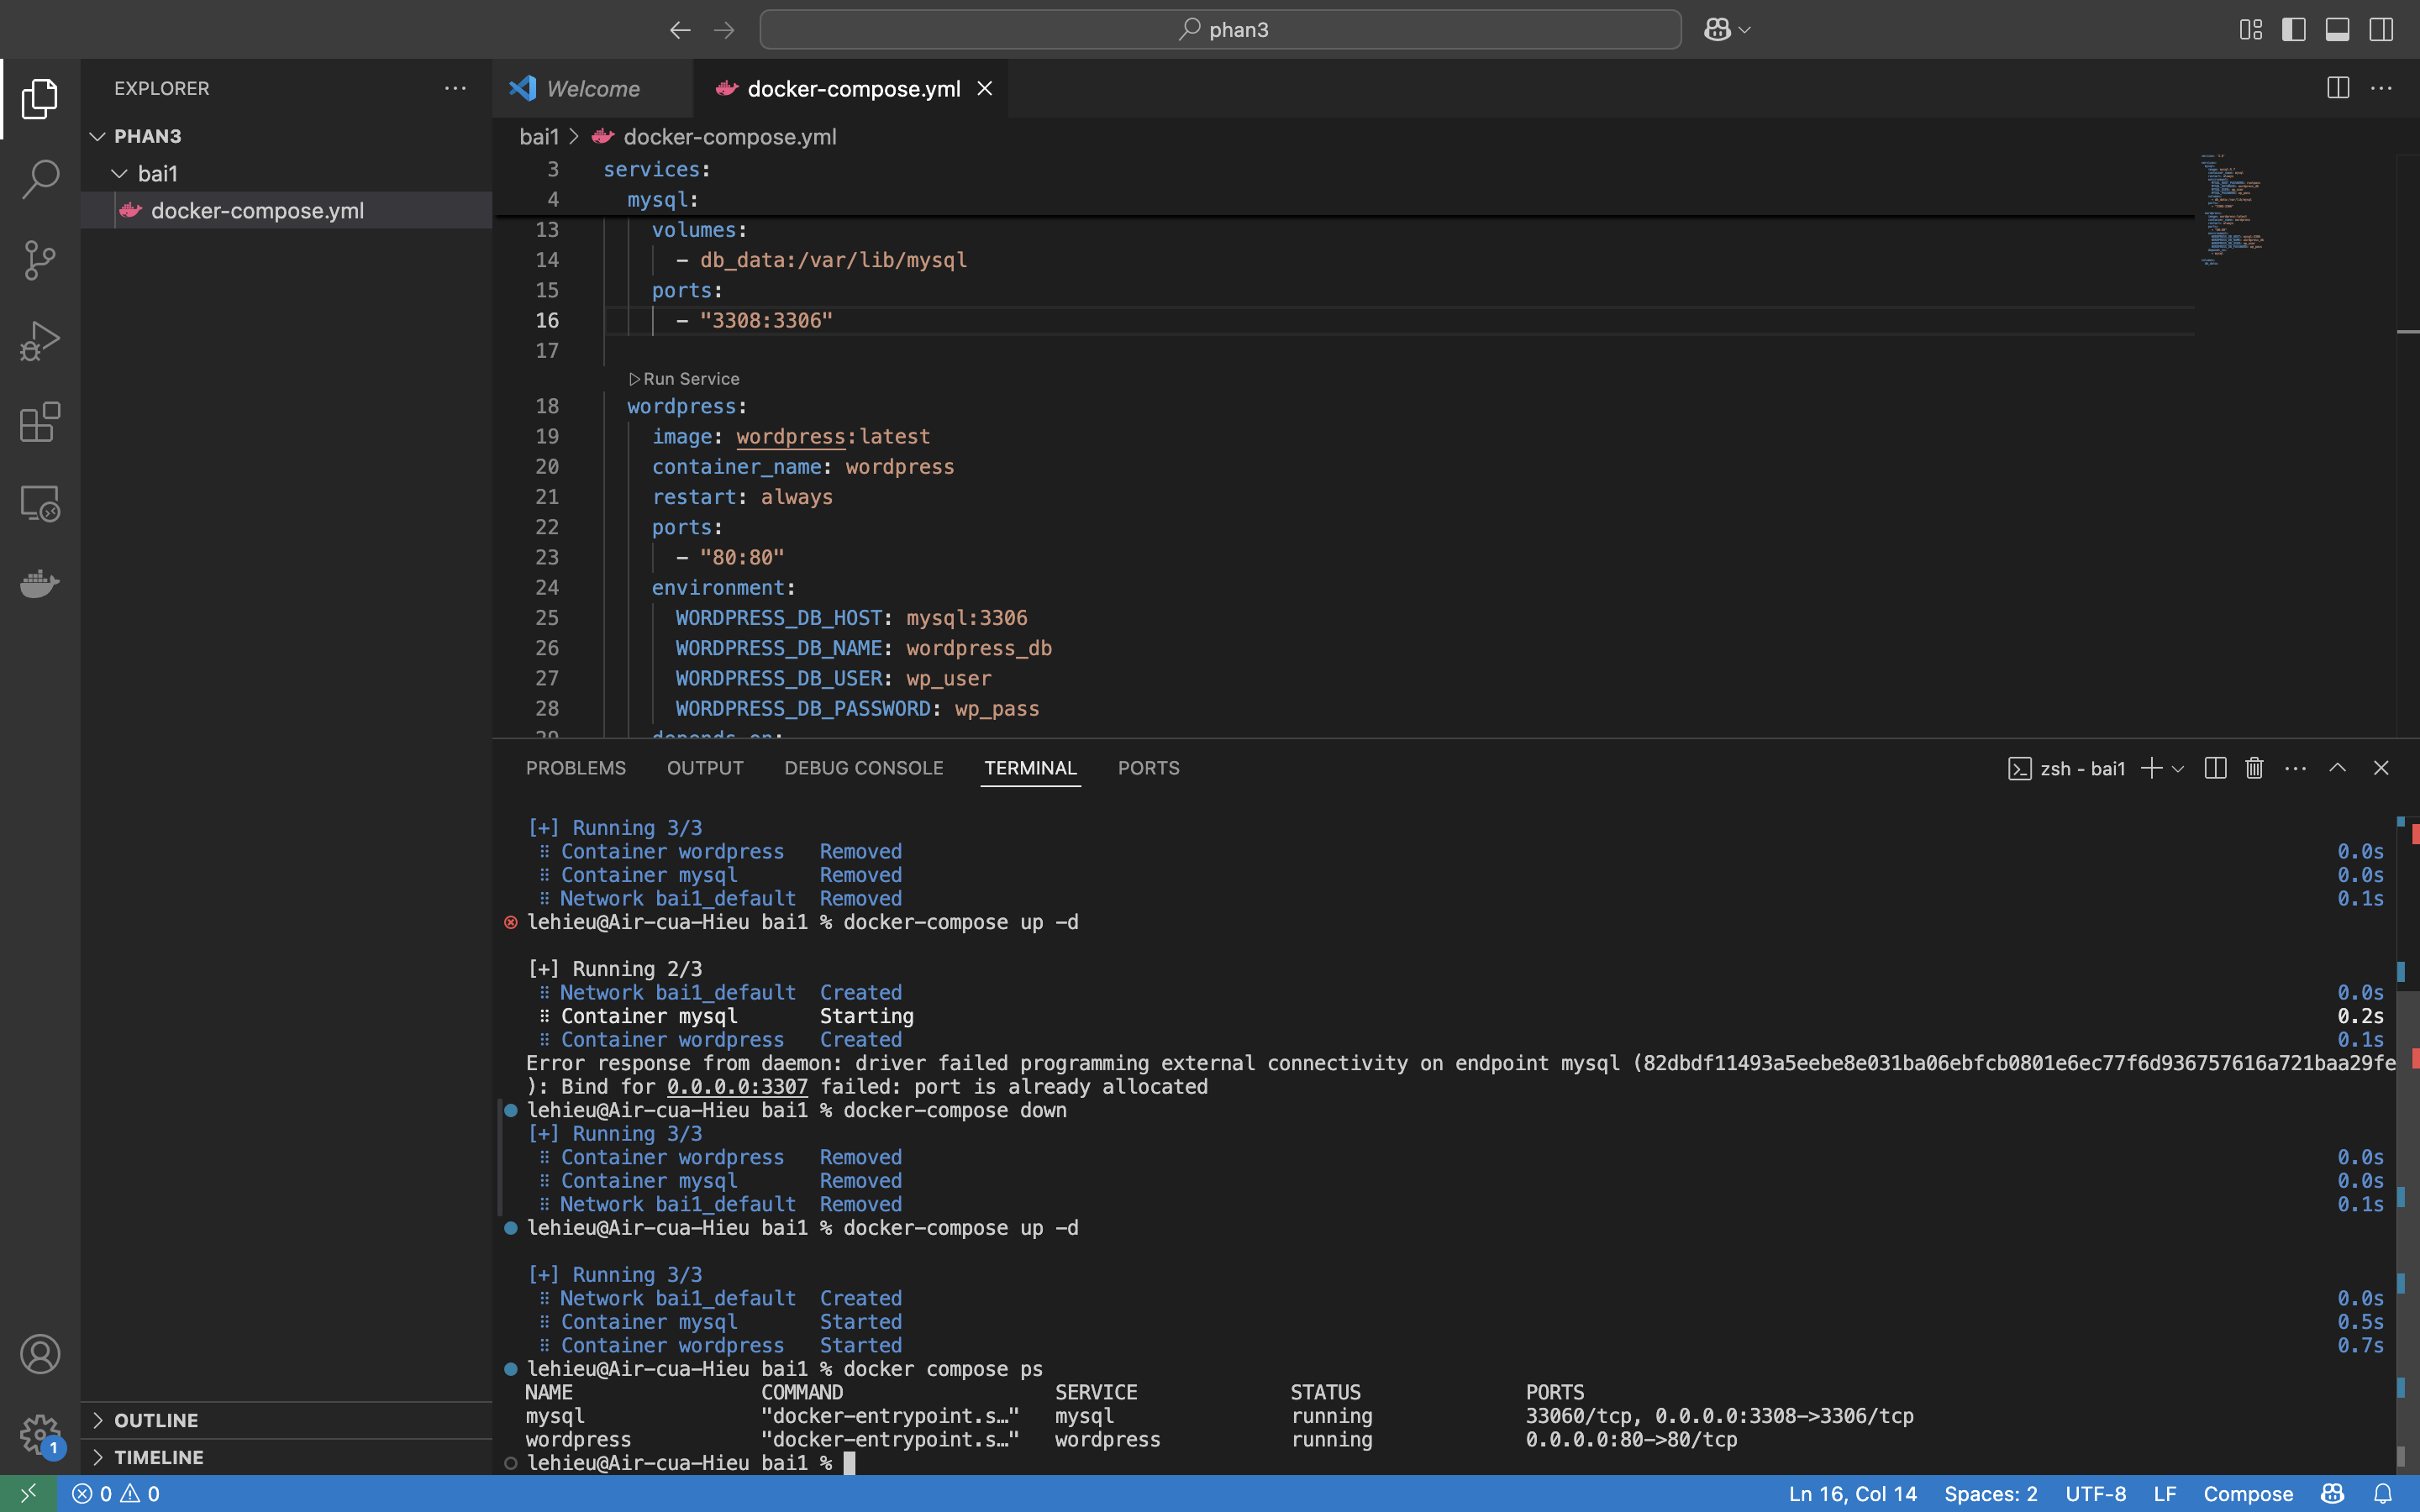 phan3
EXPLORER
PHAN3
bai1
docker-compose.yml
OUTLINE
TIMELINE
1
Welcome
docker-compose.yml
bai1 > docker-compose.yml
3 services:
4 mysql:
13 volumes:
14 - db_data:/var/lib/mysql
15 ports:
16 - "3308:3306"
17
Run Service
18 wordpress:
19 image: wordpress:latest
20 container_name: wordpress
21 restart: always
22 ports:
23 - "80:80"
24 environment:
25 WORDPRESS_DB_HOST: mysql:3306
26 WORDPRESS_DB_NAME: wordpress_db
27 WORDPRESS_DB_USER: wp_user
28 WORDPRESS_DB_PASSWORD: wp_pass
29 depends_on:
PROBLEMS OUTPUT DEBUG CONSOLE TERMINAL PORTS zsh - bai1
[+] Running 3/3
Container wordpress Removed 0.0s
Container mysql Removed 0.0s
Network bai1_default Removed 0.1s
lehieu@Air-cua-Hieu bai1 % docker-compose up -d
[+] Running 2/3
Network bai1_default Created 0.0s
Container mysql Starting 0.2s
Container wordpress Created 0.1s
Error response from daemon: driver failed programming external connectivity on endpoint mysql (82dbdf11493a5eebe8e031ba06ebfcb0801e6ec77f6d936757616a721baa29fe
): Bind for 0.0.0.0:3307 failed: port is already allocated
lehieu@Air-cua-Hieu bai1 % docker-compose down
[+] Running 3/3
Container wordpress Removed 0.0s
Container mysql Removed 0.0s
Network bai1_default Removed 0.1s
lehieu@Air-cua-Hieu bai1 % docker-compose up -d
[+] Running 3/3
Network bai1_default Created 0.0s
Container mysql Started 0.5s
Container wordpress Started 0.7s
lehieu@Air-cua-Hieu bai1 % docker compose ps
NAME COMMAND SERVICE STATUS PORTS
mysql "docker-entrypoint.s…" mysql running 33060/tcp, 0.0.0.0:3308->3306/tcp
wordpress "docker-entrypoint.s…" wordpress running 0.0.0.0:80->80/tcp
lehieu@Air-cua-Hieu bai1 %
0 0 Ln 16, Col 14 Spaces: 2 UTF-8 LF Compose